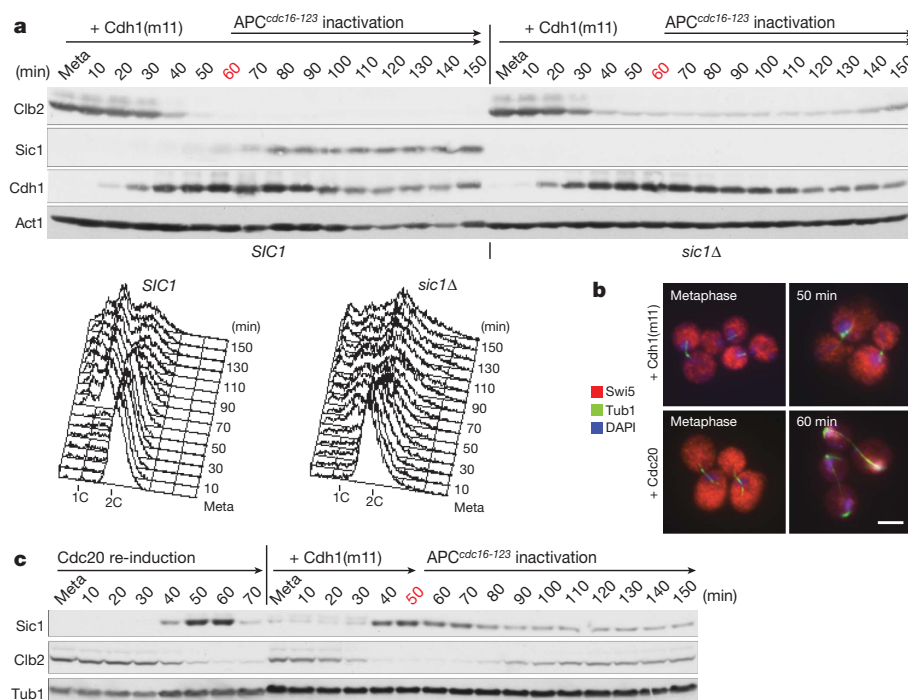 a
+ Cdh1(m11) APC^cdc16-123 inactivation + Cdh1(m11) APC^cdc16-123 inactivation
(min) Meta 10 20 30 40 50 60 70 80 90 100 110 120 130 140 150 Meta 10 20 30 40 50 60 70 80 90 100 110 120 130 140 150
Clb2
Sic1
Cdh1
Act1
SIC1 sic1Δ
SIC1
(min)
150
130
110
90
70
50
30
10
Meta
1C 2C
sic1Δ
(min)
150
130
110
90
70
50
30
10
Meta
1C 2C
b
Swi5
Tub1
DAPI
+ Cdh1(m11)
Metaphase 50 min
+ Cdc20
Metaphase 60 min
c
Cdc20 re-induction + Cdh1(m11) APC^cdc16-123 inactivation
Meta 10 20 30 40 50 60 70 Meta 10 20 30 40 50 60 70 80 90 100 110 120 130 140 150 (min)
Sic1
Clb2
Tub1